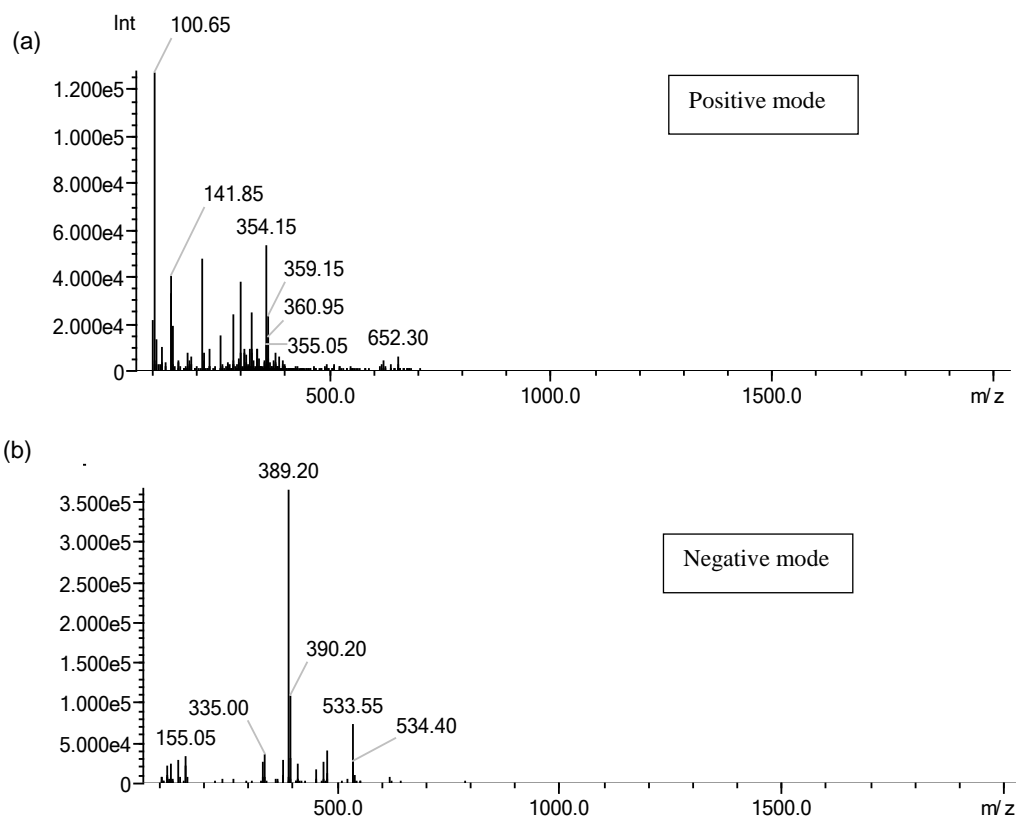 Int 100.65
(a)
1.200e5
Positive mode
1.000e5
8.000e4
141.85
6.000e4
354.15
359.15
4.000e4
360.95
2.000e4
355.05
652.30
0
500.0 1000.0 1500.0 m/z
(b)
389.20
3.500e5
3.000e5
Negative mode
2.500e5
2.000e5
390.20
1.500e5
335.00
533.55
1.000e5
534.40
155.05
5.000e4
0
500.0 1000.0 1500.0 m/z